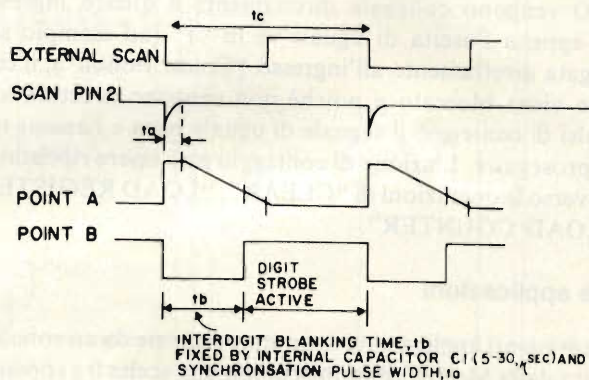 tc
EXTERNAL SCAN
SCAN PIN 2
ta
POINT A
POINT B
DIGIT
STROBE
ACTIVE
tb
INTERDIGIT BLANKING TIME, tb
FIXED BY INTERNAL CAPACITOR C1 (5-30 µSEC) AND
SYNCHRONSATION PULSE WIDTH, ta